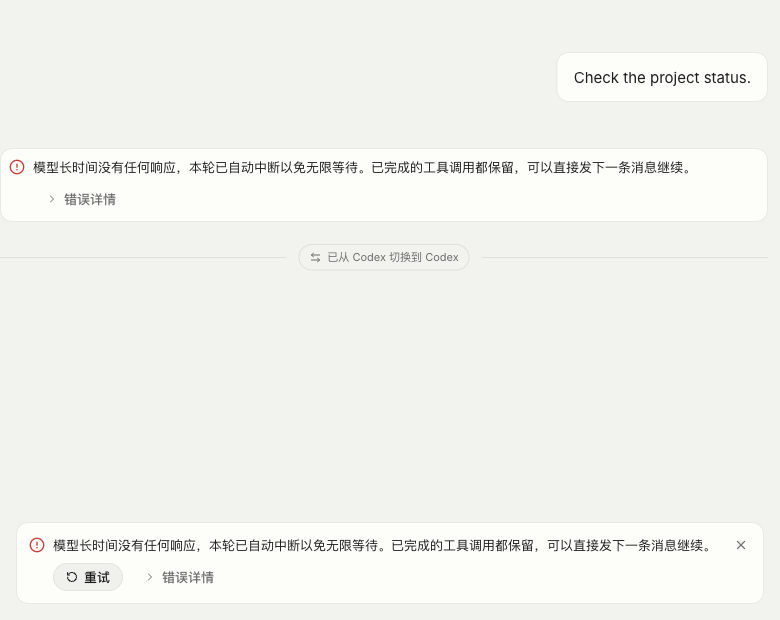 Check the project status.
模型长时间没有任何响应，本轮已自动中断以免无限等待。已完成的工具调用都保留，可以直接发下一条消息继续。
错误详情
已从 Codex 切换到 Codex
模型长时间没有任何响应，本轮已自动中断以免无限等待。已完成的工具调用都保留，可以直接发下一条消息继续。
重试 错误详情